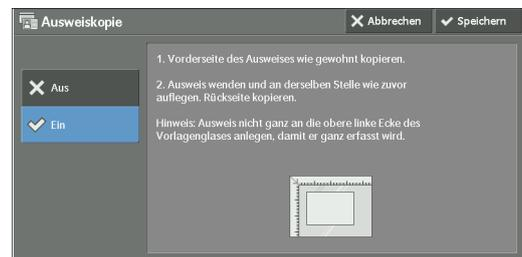 Ausweiskopie
Abbrechen
Speichern
Aus
Ein
1. Vorderseite des Ausweises wie gewohnt kopieren.
2. Ausweis wenden und an derselben Stelle wie zuvor
auflegen. Rückseite kopieren.
Hinweis: Ausweis nicht ganz an die obere linke Ecke des
Vorlagenglases anlegen, damit er ganz erfasst wird.